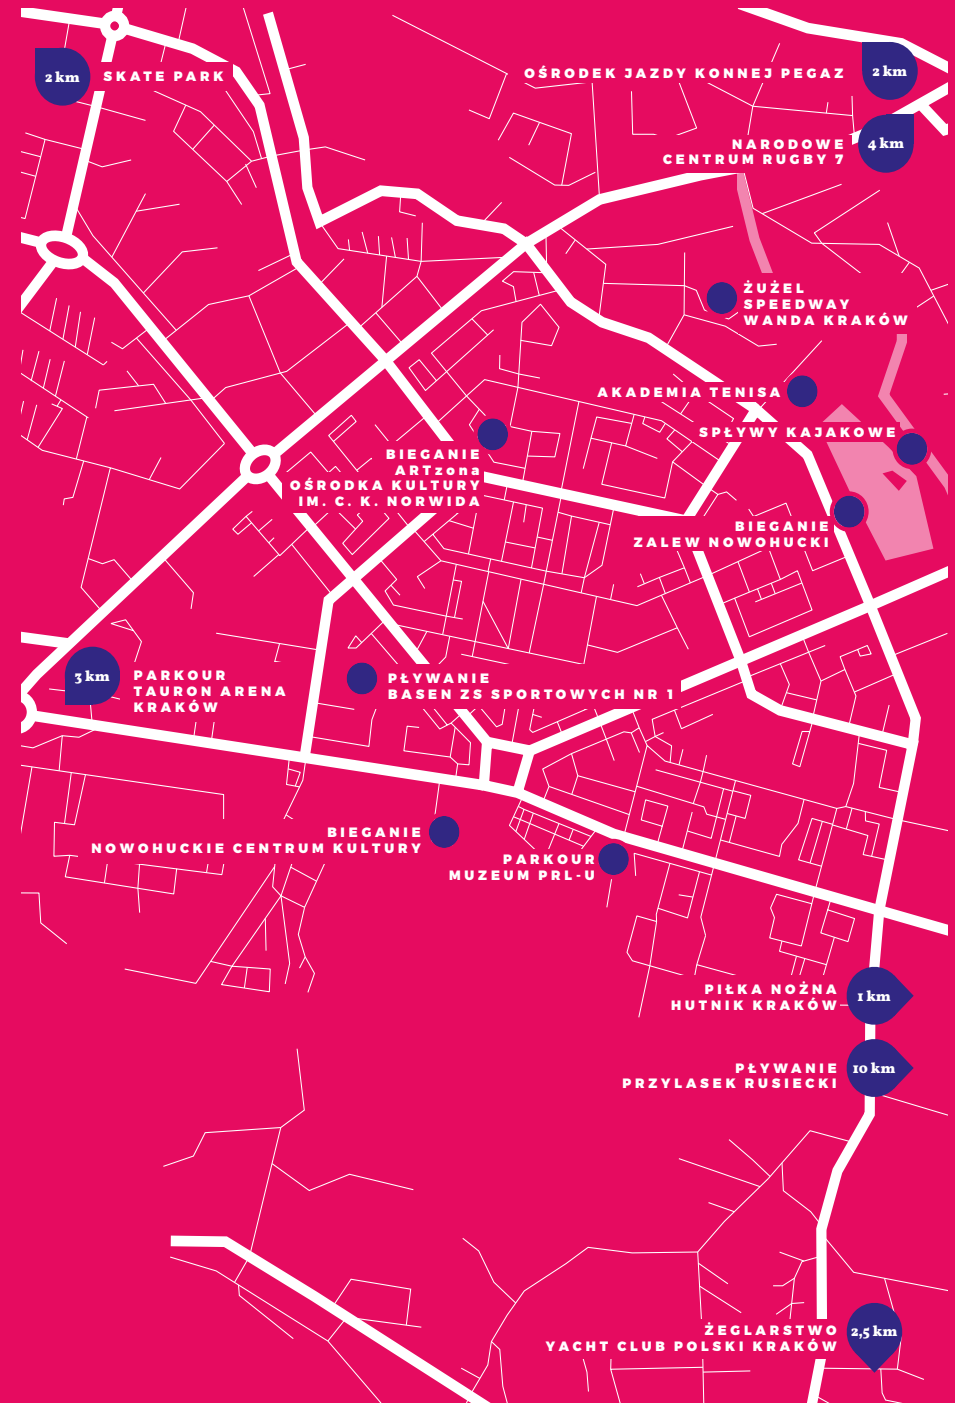 2 km
SKATE PARK
OŚRODEK JAZDY KONNEJ PEGAZ
2 km
NARODOWE
CENTRUM RUGBY 7
4 km
ŻUŻEL
SPEEDWAY
WANDA KRAKÓW
AKADEMIA TENISA
SPŁYWY KAJAKOWE
BIEGANIE
ARTzona
OŚRODKA KULTURY
IM. C. K. NORWIDA
BIEGANIE
ZALEW NOWOHUCKI
3 km
PARKOUR
TAURON ARENA
KRAKÓW
PŁYWANIE
BASEN ZS SPORTOWYCH NR 1
BIEGANIE
NOWOHUCKIE CENTRUM KULTURY
PARKOUR
MUZEUM PRL-U
PIŁKA NOŻNA
HUTNIK KRAKÓW
1 km
PŁYWANIE
PRZYLASEK RUSIECKI
10 km
ŻEGLARSTWO
YACHT CLUB POLSKI KRAKÓW
2,5 km